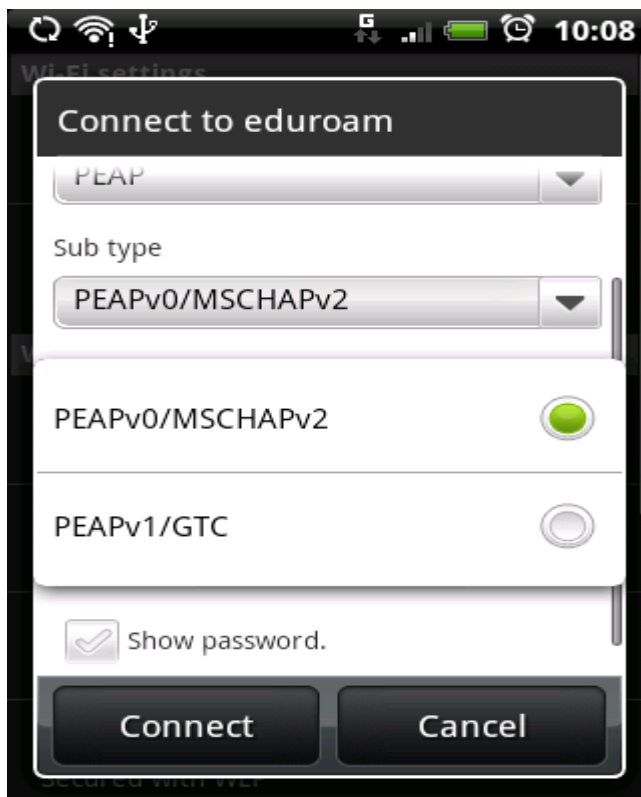 G
10:08
Wi-Fi settings
Connect to eduroam
PEAP
Sub type
PEAPv0/MSCHAPv2
PEAPv0/MSCHAPv2
PEAPv1/GTC
Show password.
Connect
Cancel
Secured with WEP